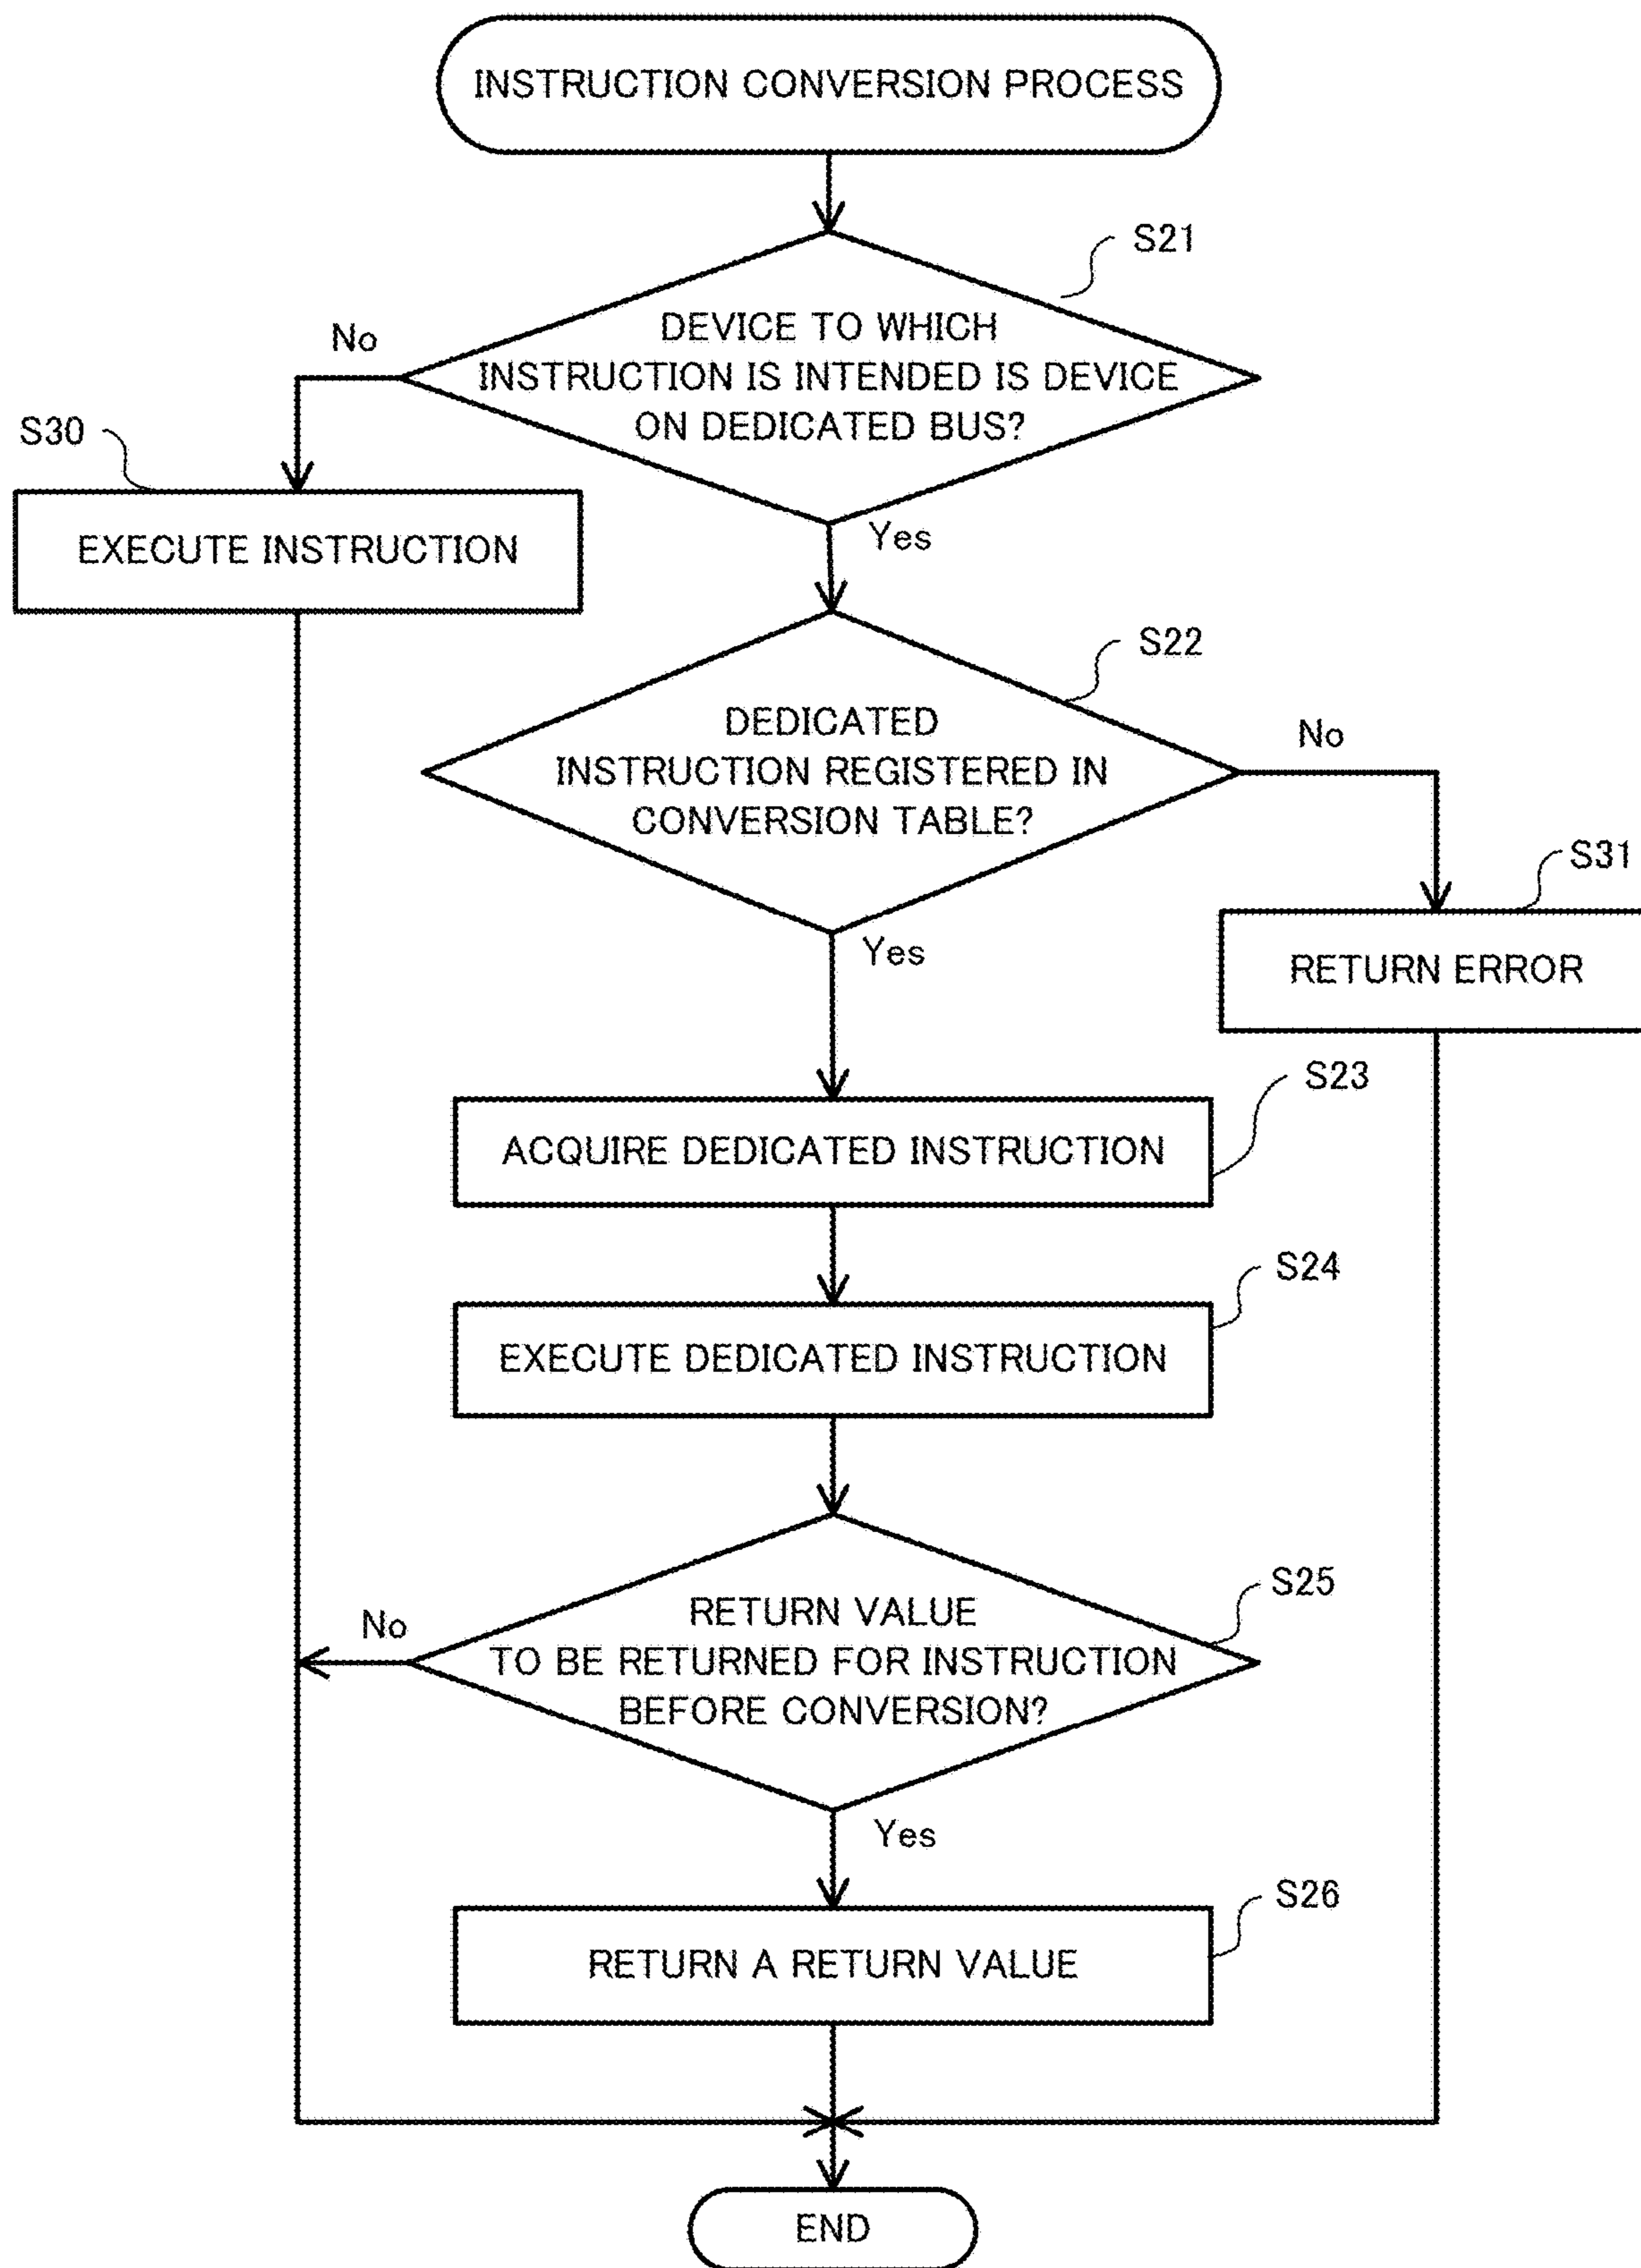 INSTRUCTION CONVERSION PROCESS
S21
No
DEVICE TO WHICH
INSTRUCTION IS INTENDED IS DEVICE
ON DEDICATED BUS?
S30
EXECUTE INSTRUCTION
Yes
S22
DEDICATED
INSTRUCTION REGISTERED IN
CONVERSION TABLE?
No
S31
RETURN ERROR
Yes
S23
ACQUIRE DEDICATED INSTRUCTION
S24
EXECUTE DEDICATED INSTRUCTION
S25
No
RETURN VALUE
TO BE RETURNED FOR INSTRUCTION
BEFORE CONVERSION?
Yes
S26
RETURN A RETURN VALUE
END